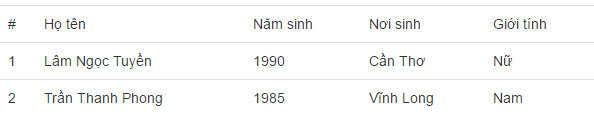 # Họ tên Năm sinh Nơi sinh Giới tính
1 Lâm Ngọc Tuyền 1990 Cần Thơ Nữ
2 Trần Thanh Phong 1985 Vĩnh Long Nam